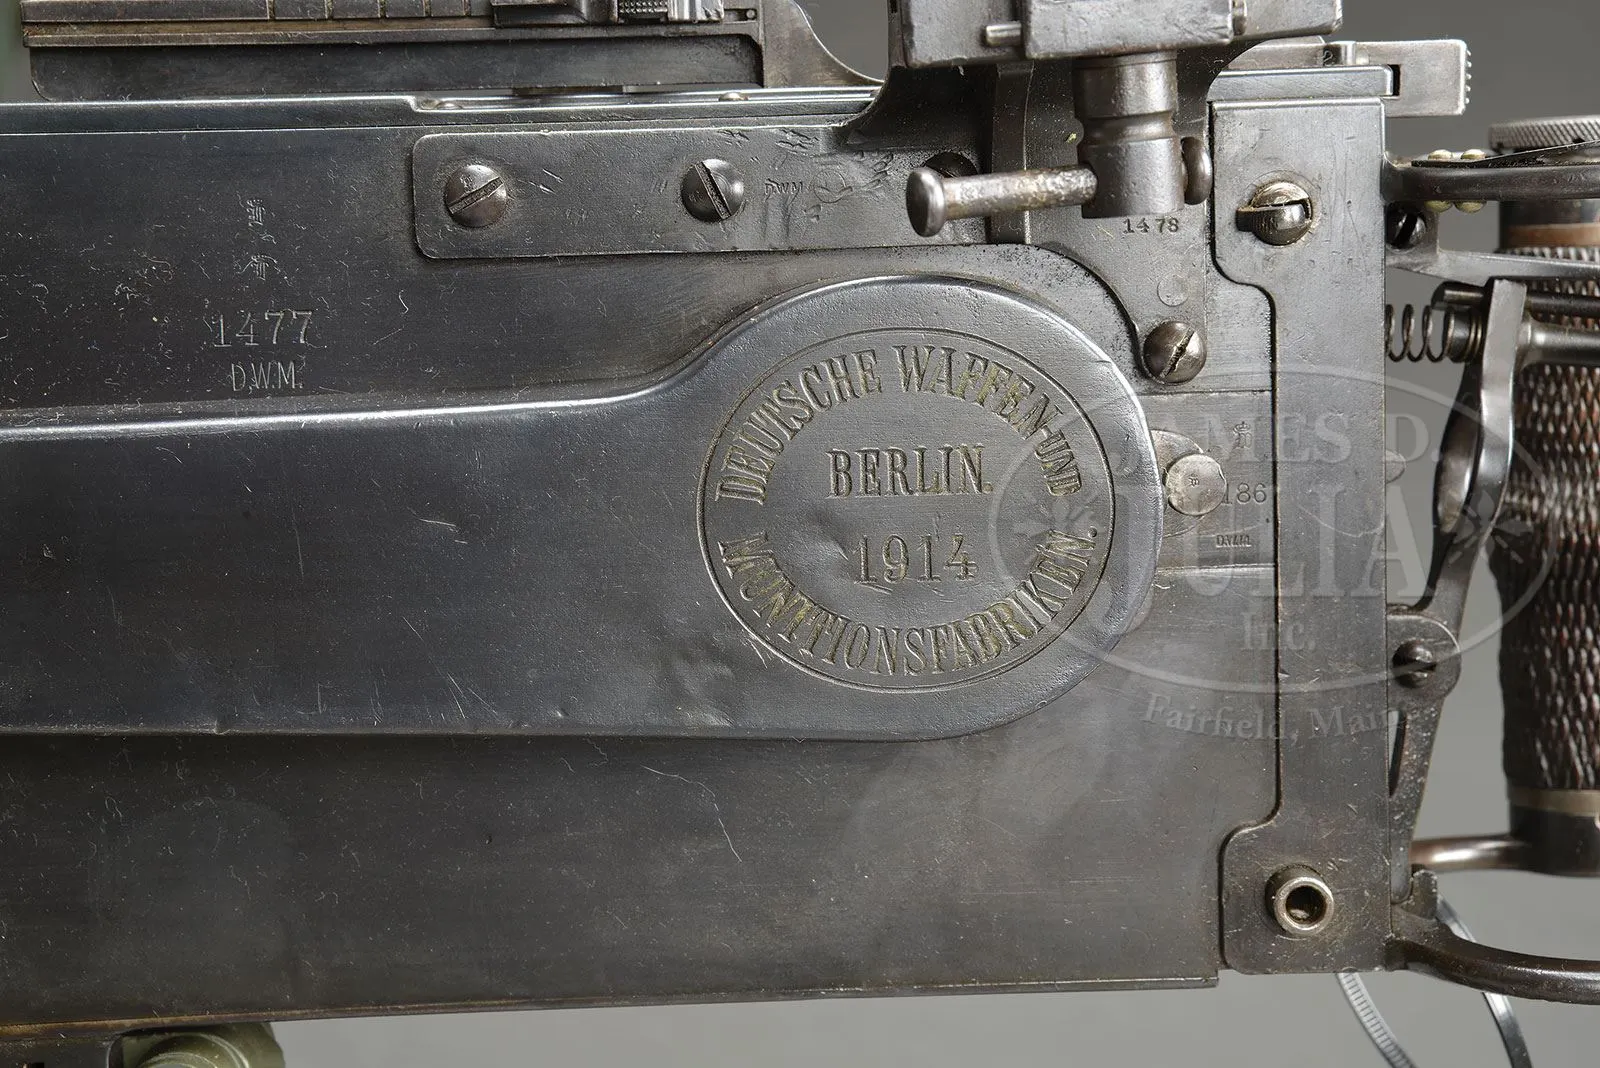 DWM
1478
1477
D.W.M.
DEUTSCHE WAFFEN-UND
BERLIN.
1914
MUNITIONSFABRIKEN.
186
D.W.M.
JAMES D.
JULIA
Inc.
Fairfield, Maine